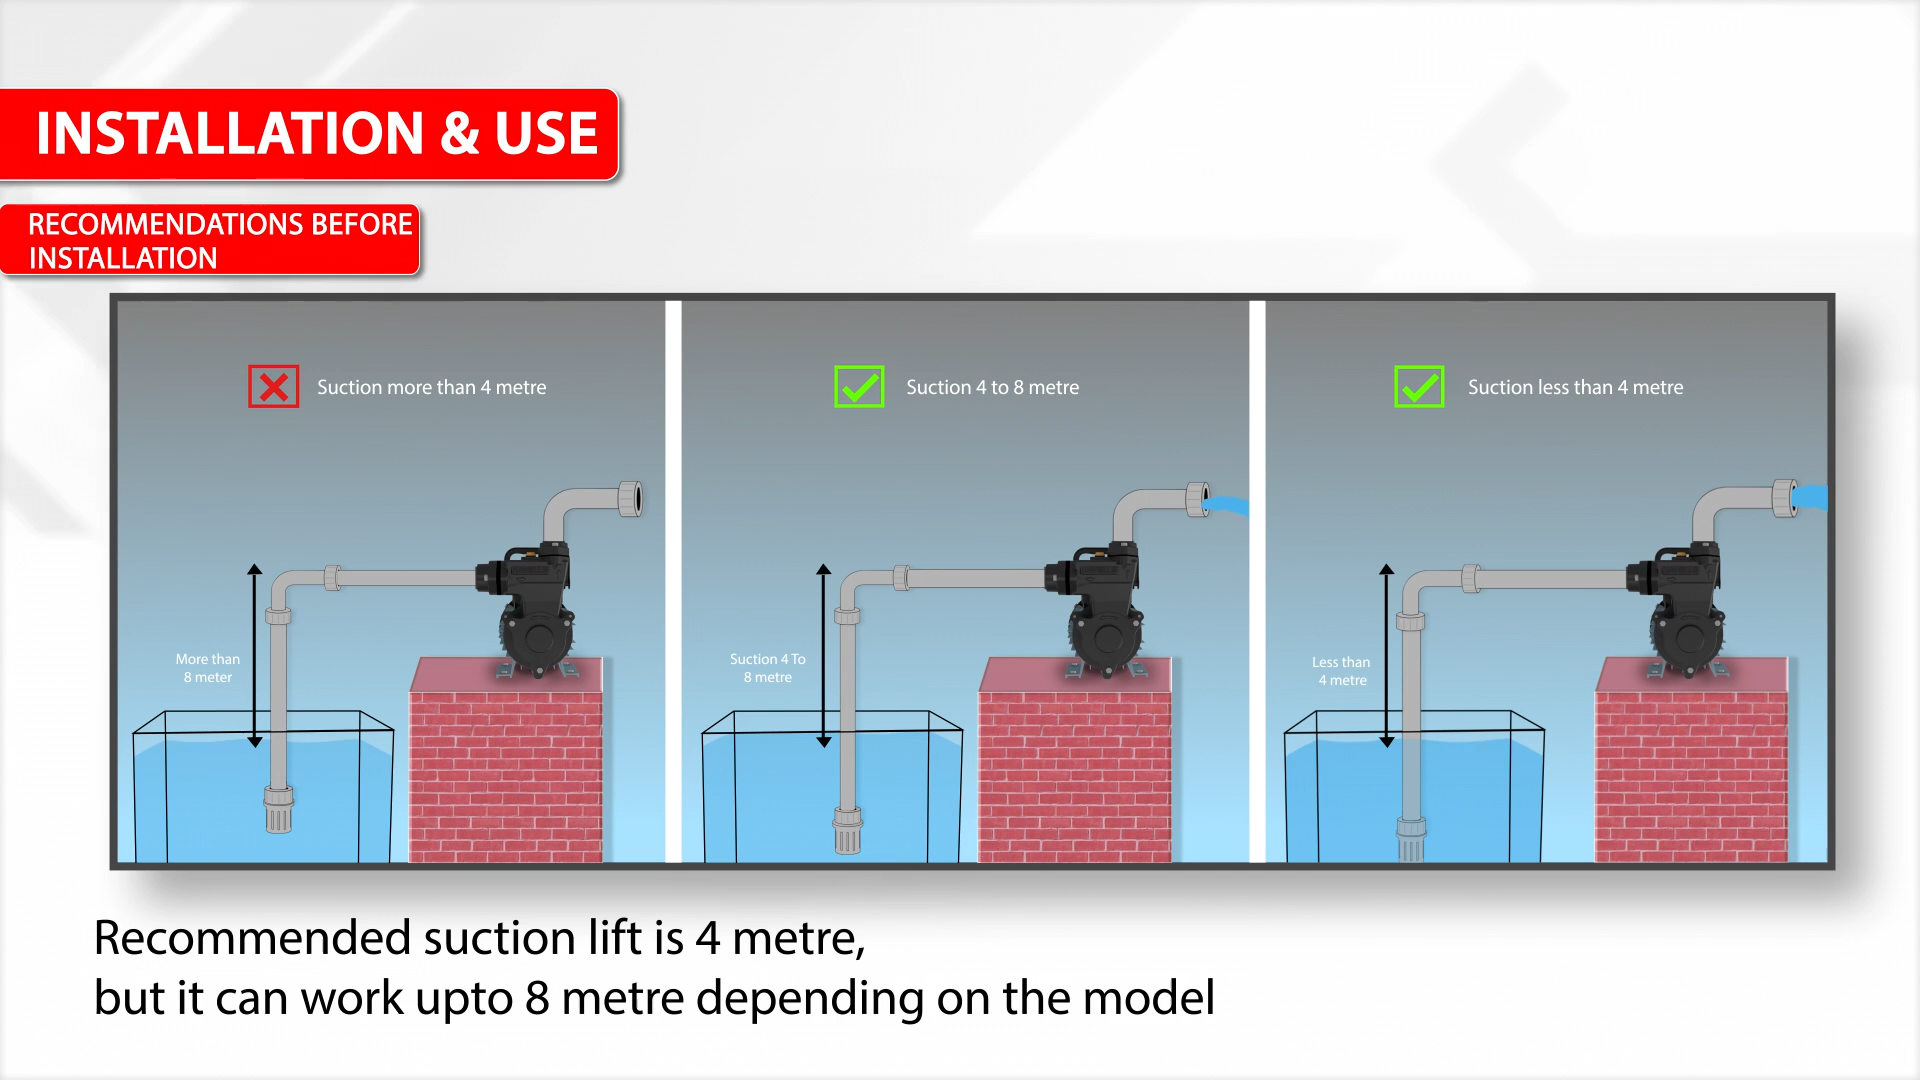 INSTALLATION & USE
RECOMMENDATIONS BEFORE
INSTALLATION
Suction more than 4 metre
Suction 4 to 8 metre
Suction less than 4 metre
More than
8 meter
Suction 4 To
8 metre
Less than
4 metre
Recommended suction lift is 4 metre,
but it can work upto 8 metre depending on the model